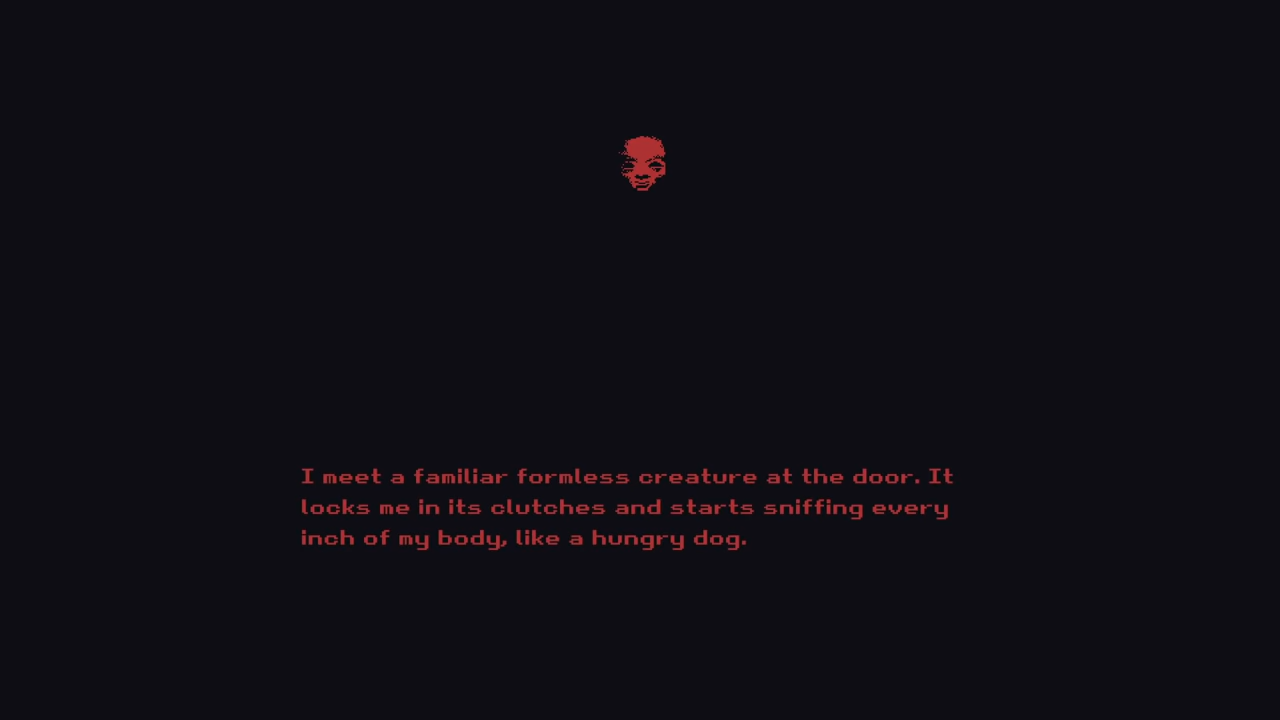 I meet a familiar formless creature at the door. It
locks me in its clutches and starts sniffing every
inch of my body, like a hungry dog.